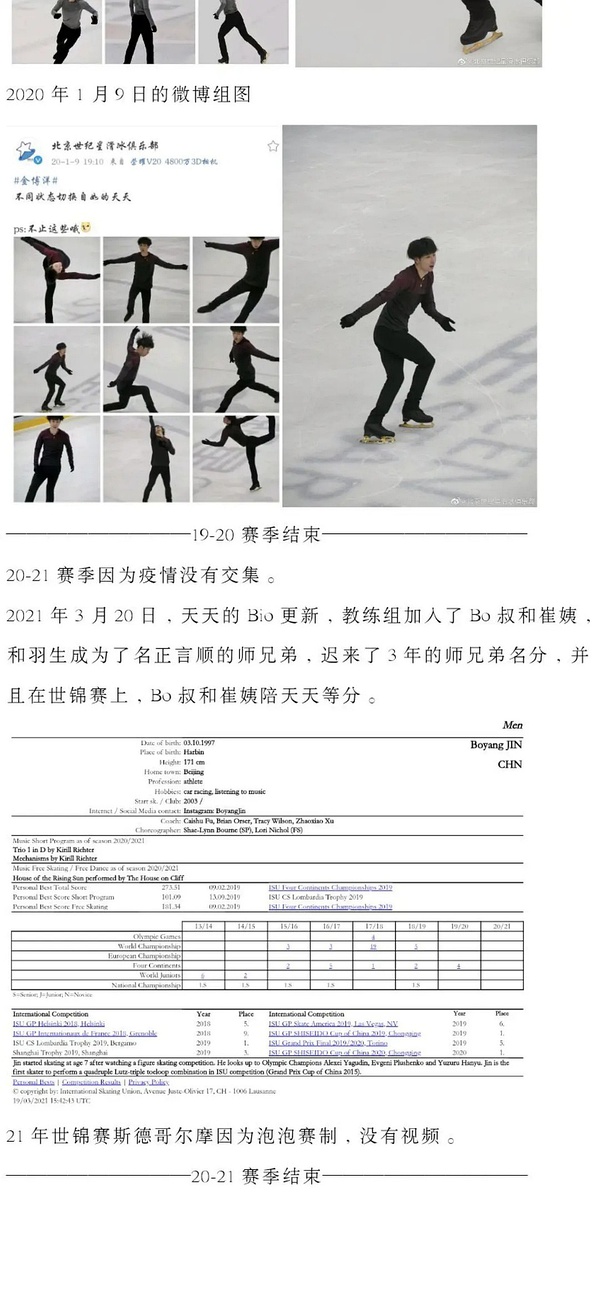 2020 年 1 月 9 日的微博组图
北京世纪星滑冰俱乐部
20-1-9 19:10 来自 荣耀V20 4800万3D相机
#金博洋#
不同状态切换自如的天天
ps:不止这些哦
19-20 赛季结束
20-21 赛季因为疫情没有交集。
2021 年 3 月 20 日，天天的 Bio 更新，教练组加入了 Bo 叔和崔姨，
和羽生成为了名正言顺的师兄弟，迟来了 3 年的师兄弟名分，并
且在世锦赛上，Bo 叔和崔姨陪天天等分。
Men
Boyang JIN
CHN
Date of birth: 03.10.1997
Place of birth: Harbin
Height: 171 cm
Home town: Beijing
Profession: athlete
Hobbies: car racing, listening to music
Start sk. / Club: 2003 /
Internet / Social Media contact: Instagram: BoyangJin
Coach: Caishu Fu, Brian Orser, Tracy Wilson, Zhaoxiao Xu
Choreographer: Shae-Lynn Bourne (SP), Lori Nichol (FS)
Music Short Program as of season 2020/2021
Trio I in D by Kirill Richter
Mechanisms by Kirill Richter
Music Free Skating / Free Dance as of season 2020/2021
House of the Rising Sun performed by The House on Cliff
Personal Best Total Score 273.51 09.02.2019 ISU Four Continents Championships 2019
Personal Best Score Short Program 101.09 13.09.2019 ISU CS Lombardia Trophy 2019
Personal Best Score Free Skating 181.34 09.02.2019 ISU Four Continents Championships 2019
13/14 14/15 15/16 16/17 17/18 18/19 19/20 20/21
Olympic Games 4
World Championship 3 3 19 5
European Championship
Four Continents 2 5 1 2 4
World Juniors 6 2
National Championship 1.S 1.S 1.S 1.S 1.S
S=Senior; J=Junior; N=Novice
International Competition Year Place International Competition Year Place
ISU GP Helsinki 2018, Helsinki 2018 5. ISU GP Skate America 2019, Las Vegas, NV 2019 6.
ISU GP Internationaux de France 2018, Grenoble 2018 9. ISU GP SHISEIDO Cup of China 2019, Chongqing 2019 1.
ISU CS Lombardia Trophy 2019, Bergamo 2019 1. ISU Grand Prix Final 2019/2020, Torino 2019 5.
Shanghai Trophy 2019, Shanghai 2019 3. ISU GP SHISEIDO Cup of China 2020, Chongqing 2020 1.
Jin started skating at age 7 after watching a figure skating competition. He looks up to Olympic Champions Alexei Yagudin, Evgeni Plushenko and Yuzuru Hanyu. Jin is the
first skater to perform a quadruple Lutz-triple toeloop combination in ISU competition (Grand Prix Cup of China 2015).
Personal Bests | Competition Results | Privacy Policy
© copyright by: International Skating Union, Avenue Juste-Olivier 17, CH - 1006 Lausanne
19/03/2021 15:42:43 UTC
21 年世锦赛斯德哥尔摩因为泡泡赛制，没有视频。
20-21 赛季结束